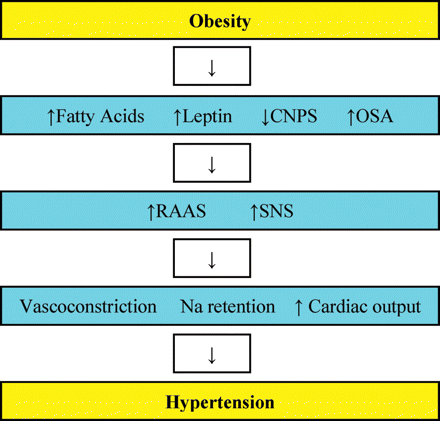 Obesity
↓
↑Fatty Acids ↑Leptin ↓CNPS ↑OSA
↓
↑RAAS ↑SNS
↓
Vascoconstriction Na retention ↑ Cardiac output
↓
Hypertension